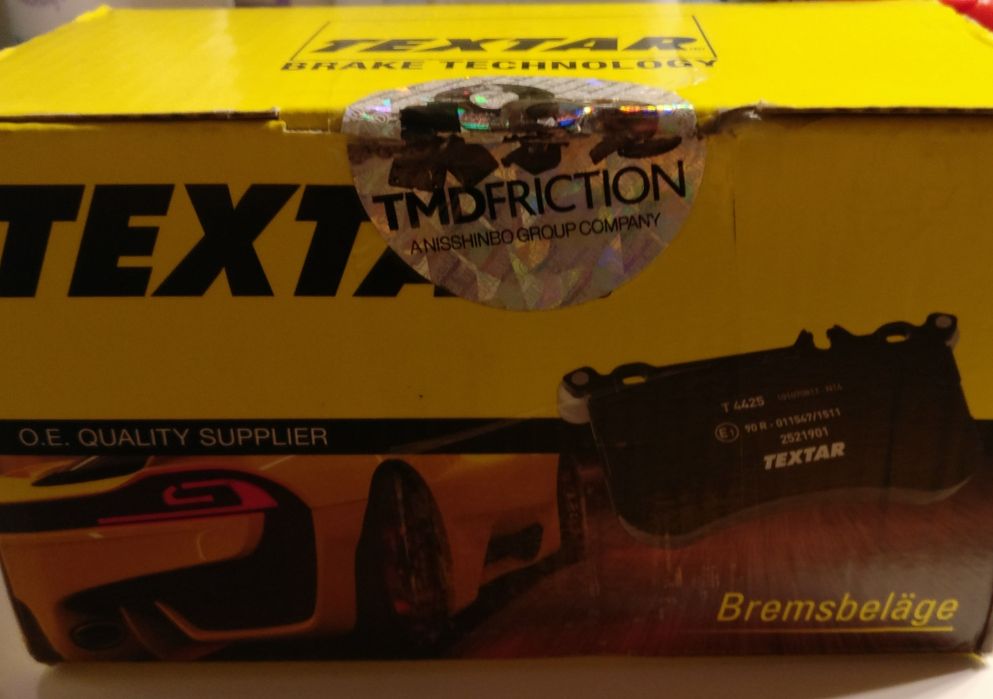 TEXTAR
BRAKE TECHNOLOGY
TEXTA
TMDFRICTION
A NISSHINBO GROUP COMPANY
O.E. QUALITY SUPPLIER
T 4425
E1 90 R - 011547/1511
2521901
TEXTAR
Bremsbeläge